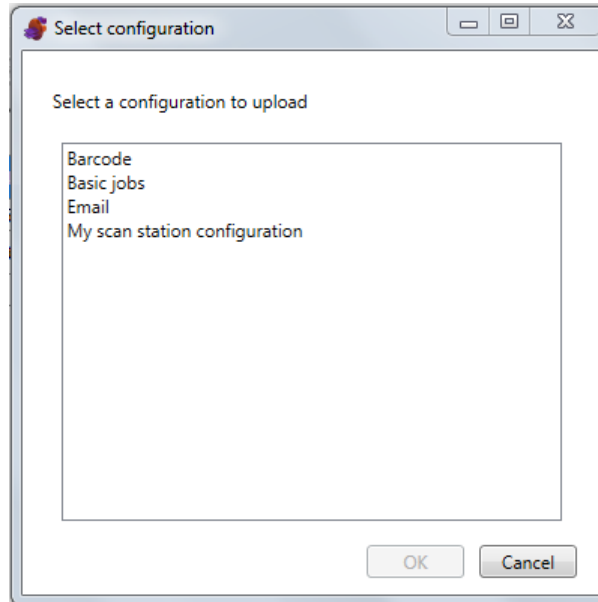 Select configuration
Select a configuration to upload
Barcode
Basic jobs
Email
My scan station configuration
OK
Cancel